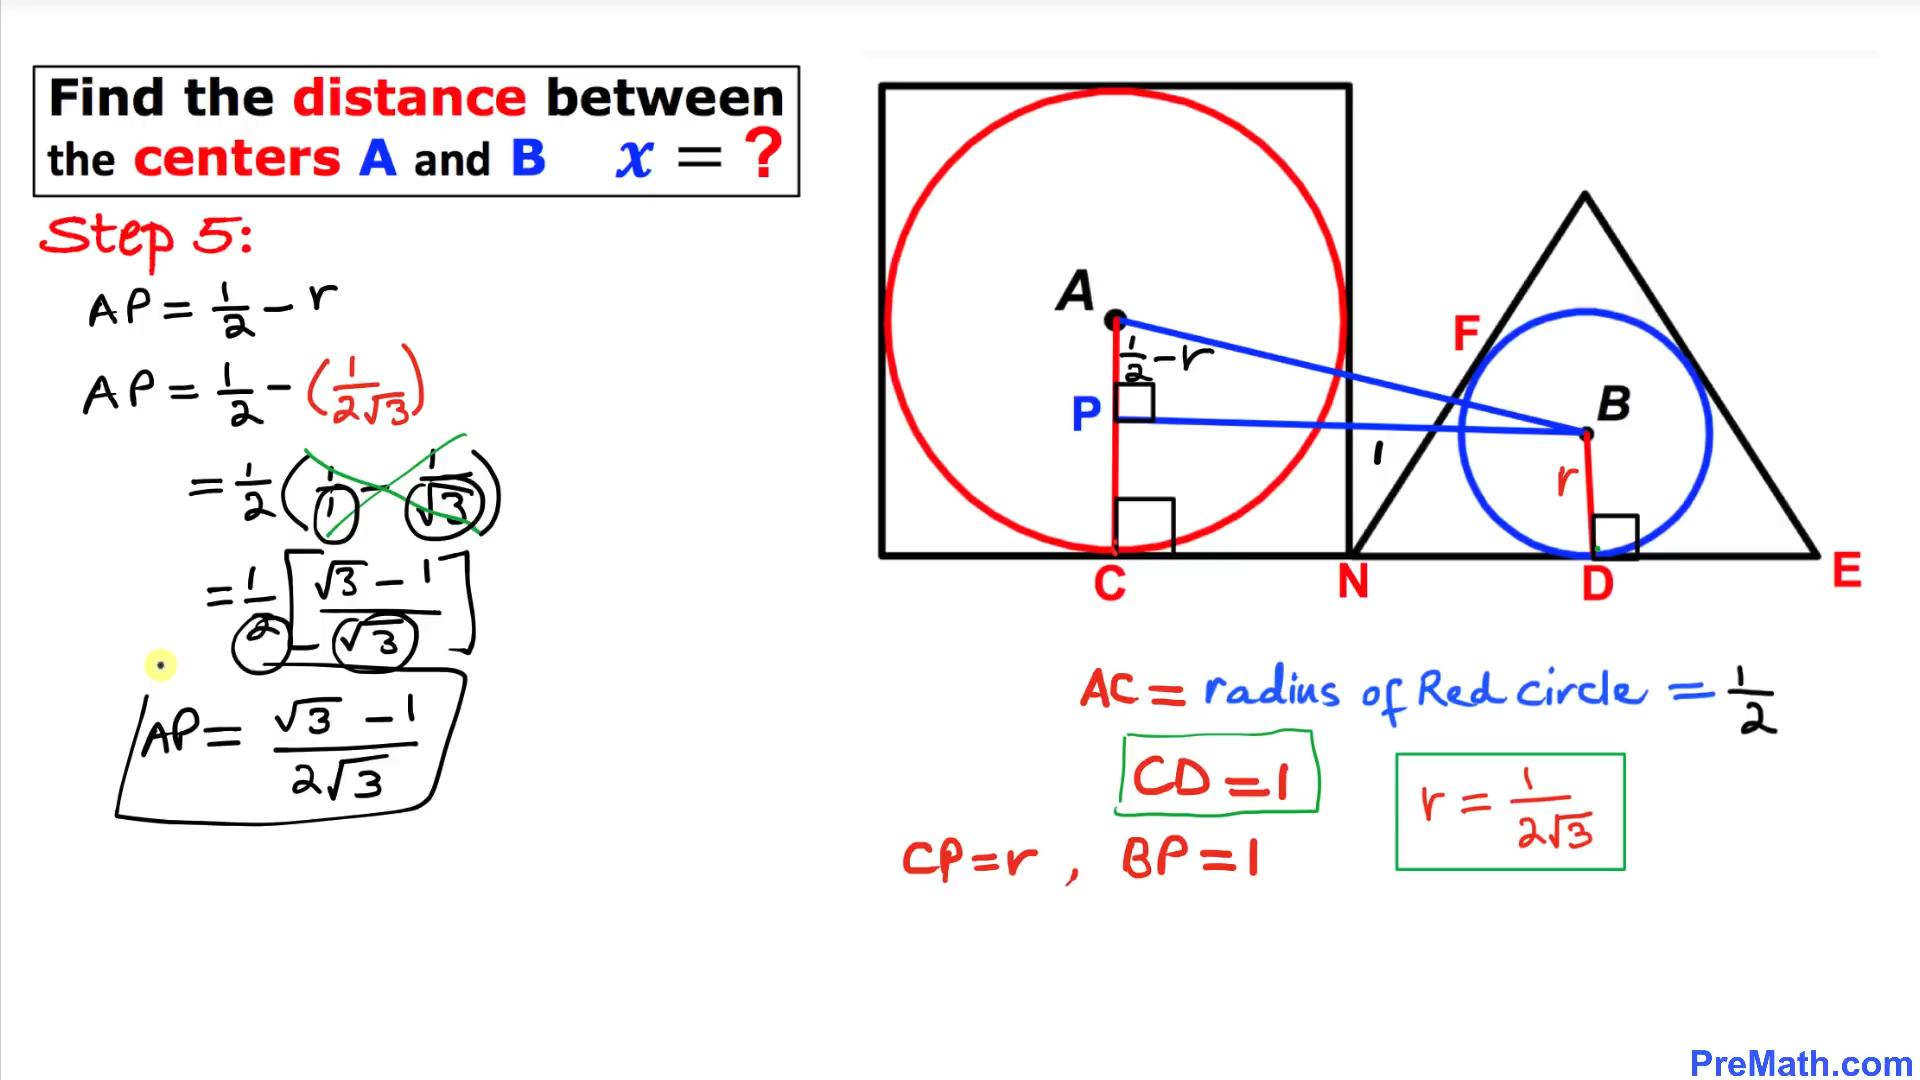 Find the distance between
the centers A and B x = ?
Step 5:
AP = 1/2 - r
AP = 1/2 - (1/2√3)
= 1/2 (1/1 - 1/√3)
= 1/2 [√3 - 1/√3]
AP = √3 - 1/2√3
A
1/2 - r
P
F
B
1
r
C
N
D
E
AC = radius of Red circle = 1/2
CD = 1
r = 1/2√3
CP = r , BP = 1
PreMath.com